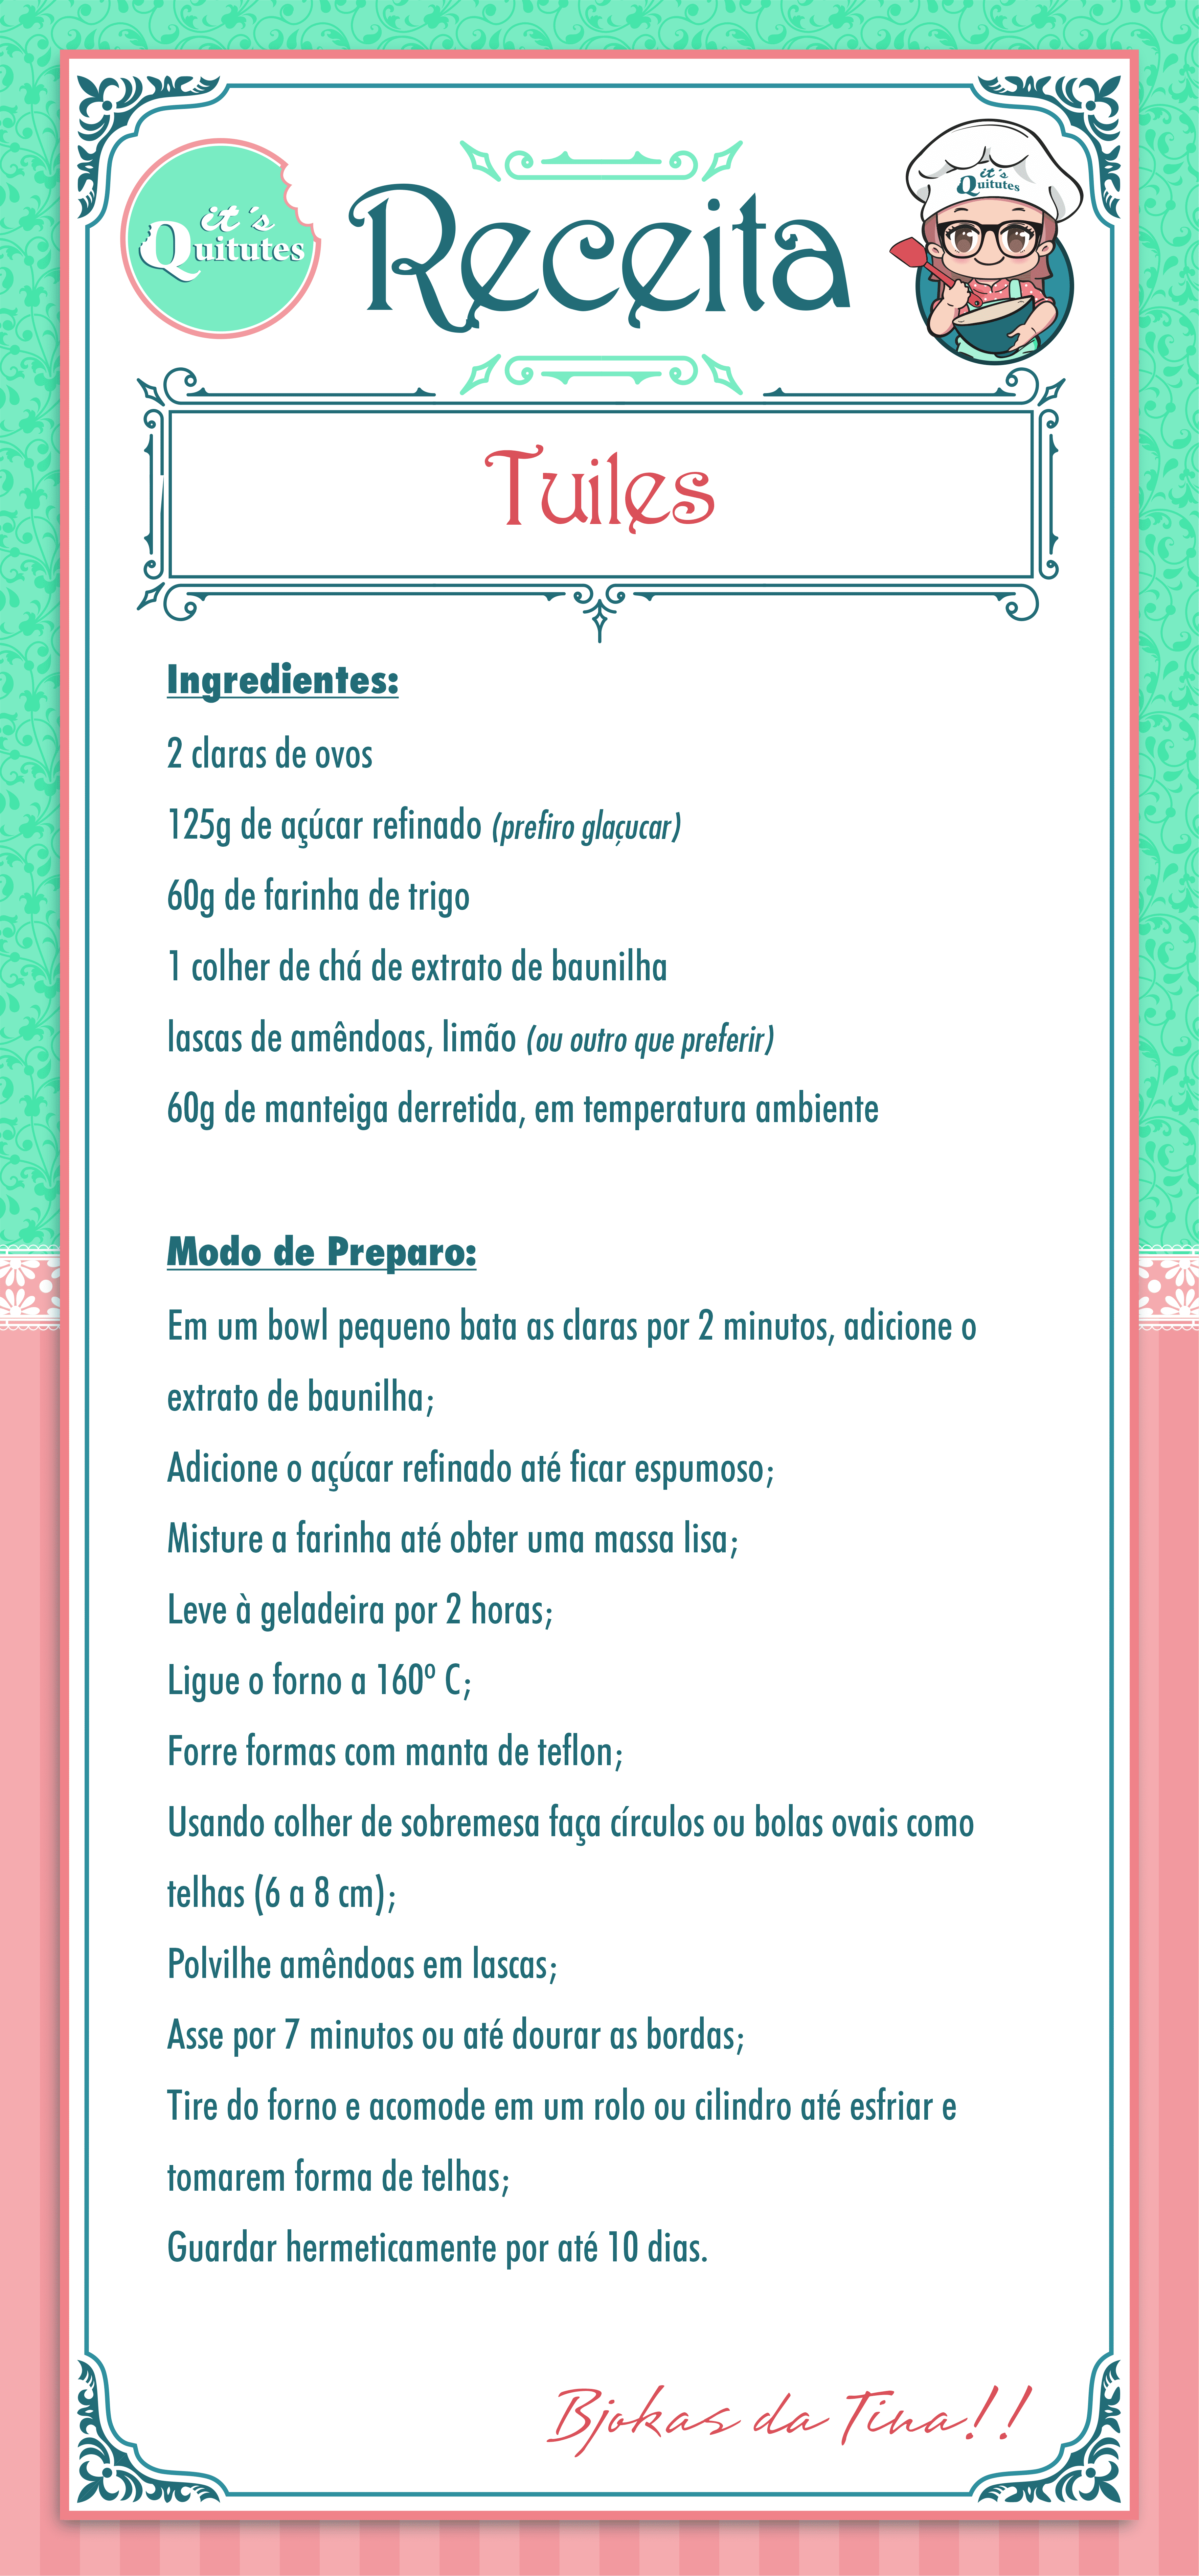 it's
Quitutes
Receita
it's
Quitutes
Tuiles
Ingredientes:
2 claras de ovos
125g de açúcar refinado (prefiro glaçucar)
60g de farinha de trigo
1 colher de chá de extrato de baunilha
lascas de amêndoas, limão (ou outro que preferir)
60g de manteiga derretida, em temperatura ambiente
Modo de Preparo:
Em um bowl pequeno bata as claras por 2 minutos, adicione o
extrato de baunilha;
Adicione o açúcar refinado até ficar espumoso;
Misture a farinha até obter uma massa lisa;
Leve à geladeira por 2 horas;
Ligue o forno a 160º C;
Forre formas com manta de teflon;
Usando colher de sobremesa faça círculos ou bolas ovais como
telhas (6 a 8 cm);
Polvilhe amêndoas em lascas;
Asse por 7 minutos ou até dourar as bordas;
Tire do forno e acomode em um rolo ou cilindro até esfriar e
tomarem forma de telhas;
Guardar hermeticamente por até 10 dias.
Bjokas da Tina!!